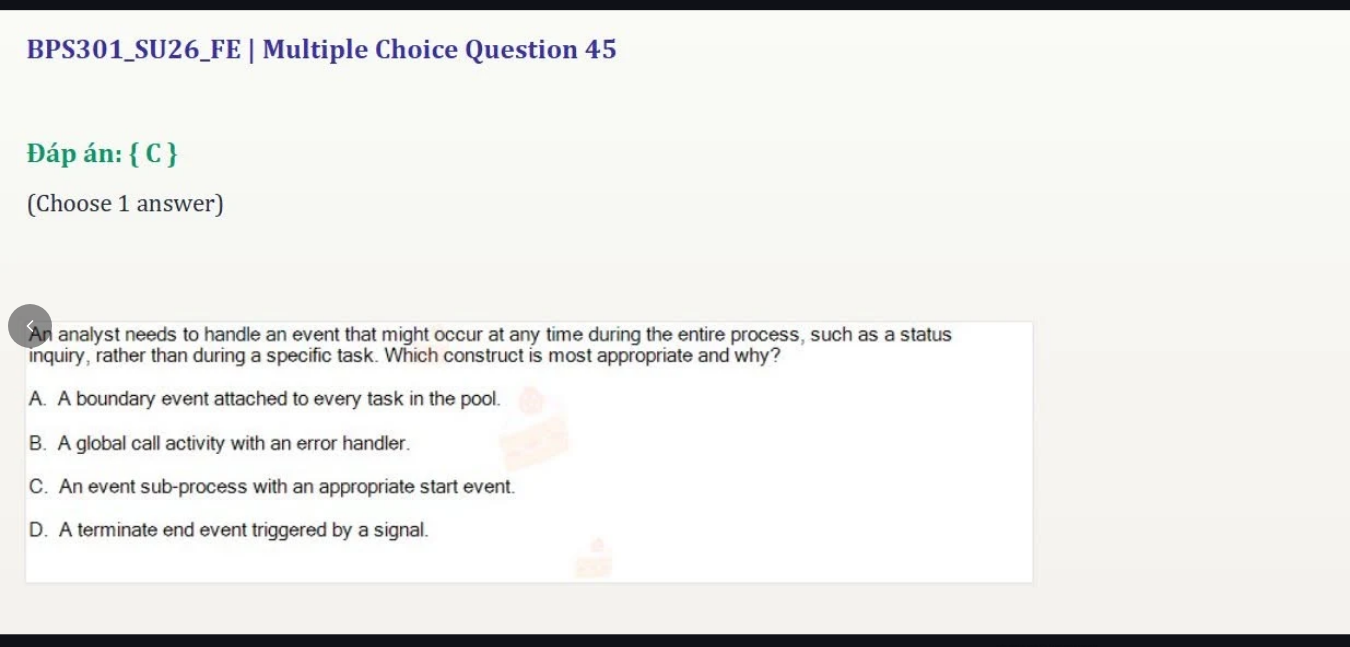 BPS301_SU26_FE | Multiple Choice Question 45
Đáp án: { C }
(Choose 1 answer)
An analyst needs to handle an event that might occur at any time during the entire process, such as a status
inquiry, rather than during a specific task. Which construct is most appropriate and why?
A. A boundary event attached to every task in the pool.
B. A global call activity with an error handler.
C. An event sub-process with an appropriate start event.
D. A terminate end event triggered by a signal.